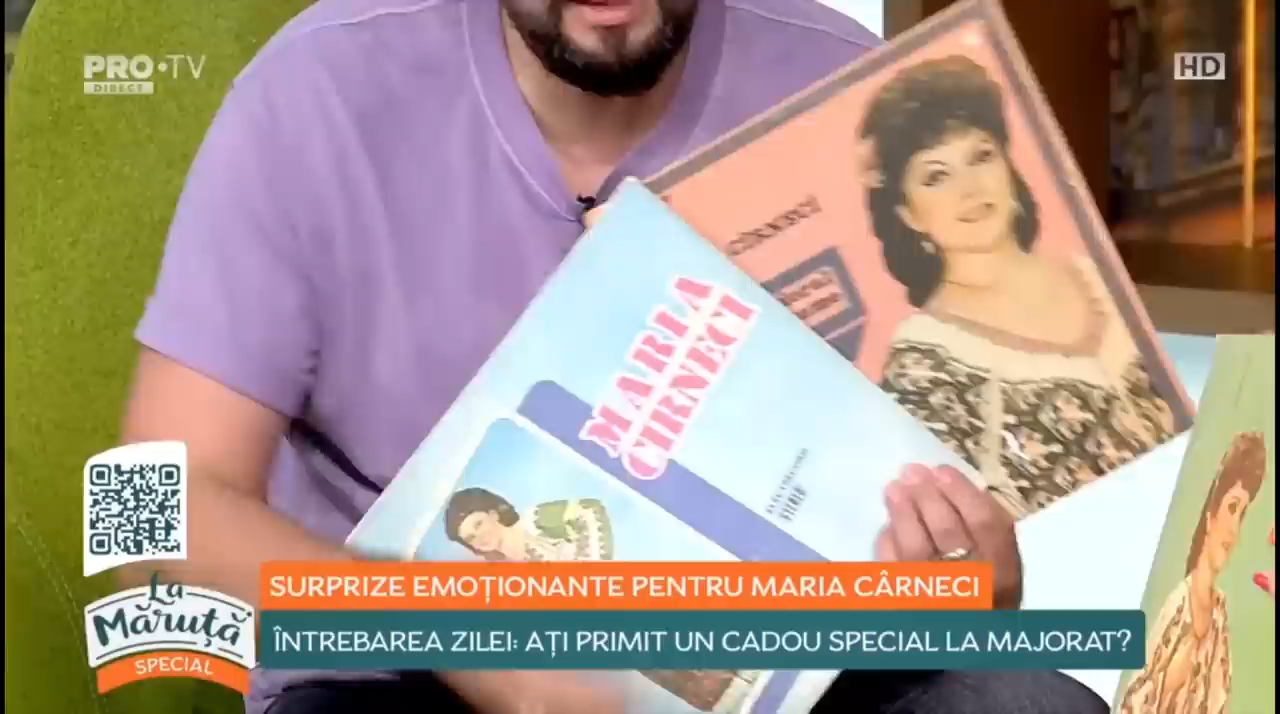 PRO•TV
DIRECT
HD
CÎRNECI
MARIA
CIRNECI
SURPRIZE EMOȚIONANTE PENTRU MARIA CÂRNECI
ÎNTREBAREA ZILEI: AȚI PRIMIT UN CADOU SPECIAL LA MAJORAT?
La
Măruță
SPECIAL